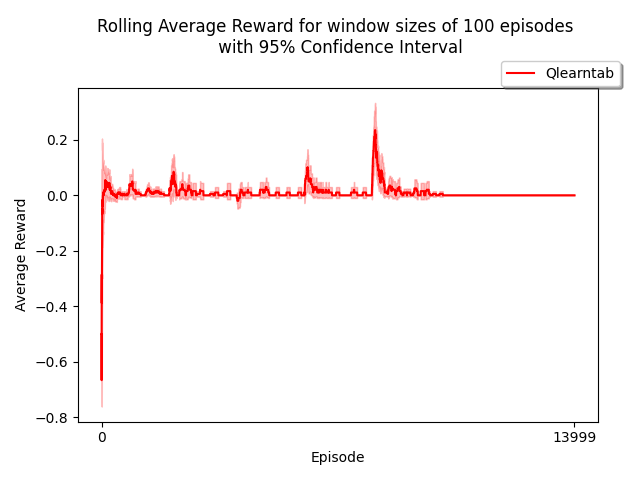 Rolling Average Reward for window sizes of 100 episodes
with 95% Confidence Interval
Qlearntab
0.2
0.0
−0.2
−0.4
−0.6
−0.8
Average Reward
0
13999
Episode